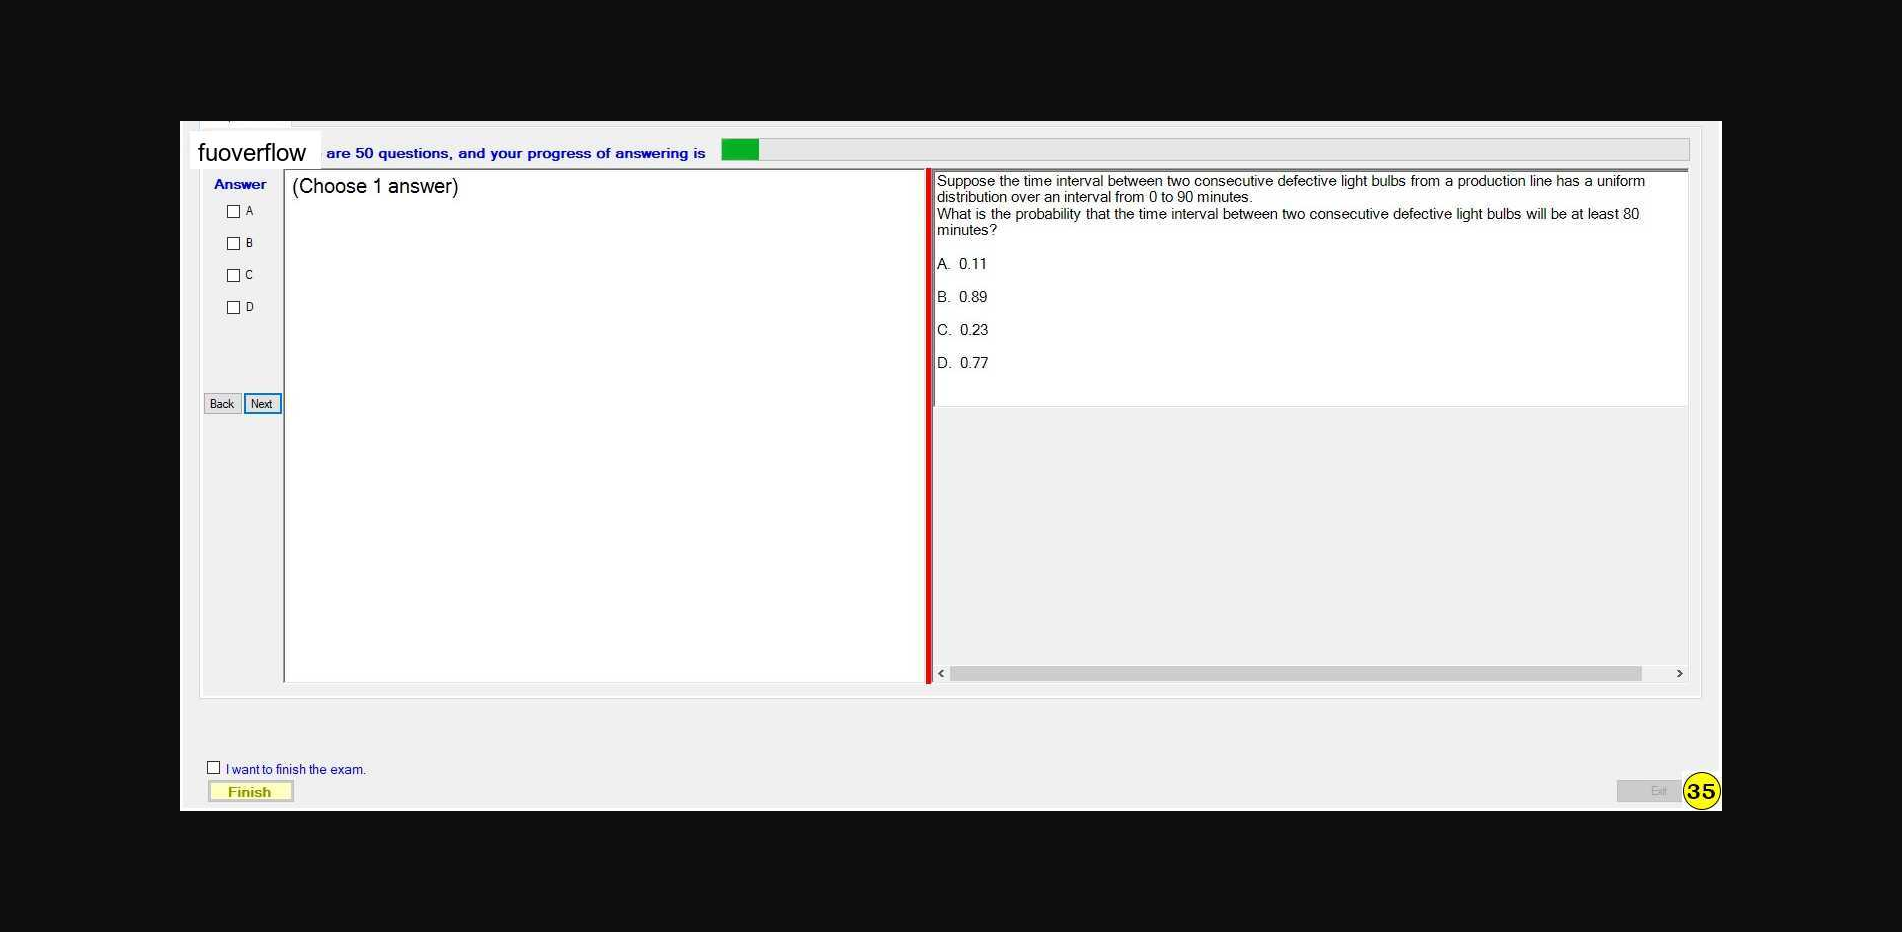 fuoverflow are 50 questions, and your progress of answering is
Answer
A
B
C
D
Back Next
(Choose 1 answer)
Suppose the time interval between two consecutive defective light bulbs from a production line has a uniform
distribution over an interval from 0 to 90 minutes.
What is the probability that the time interval between two consecutive defective light bulbs will be at least 80
minutes?
A. 0.11
B. 0.89
C. 0.23
D. 0.77
I want to finish the exam.
Finish
Exit
35